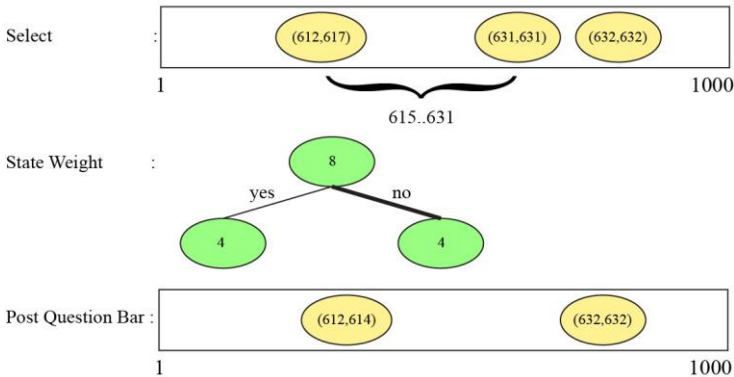 Select : (612,617) (631,631) (632,632)
1 1000
615..631
State Weight : 8
yes no
4 4
Post Question Bar : (612,614) (632,632)
1 1000